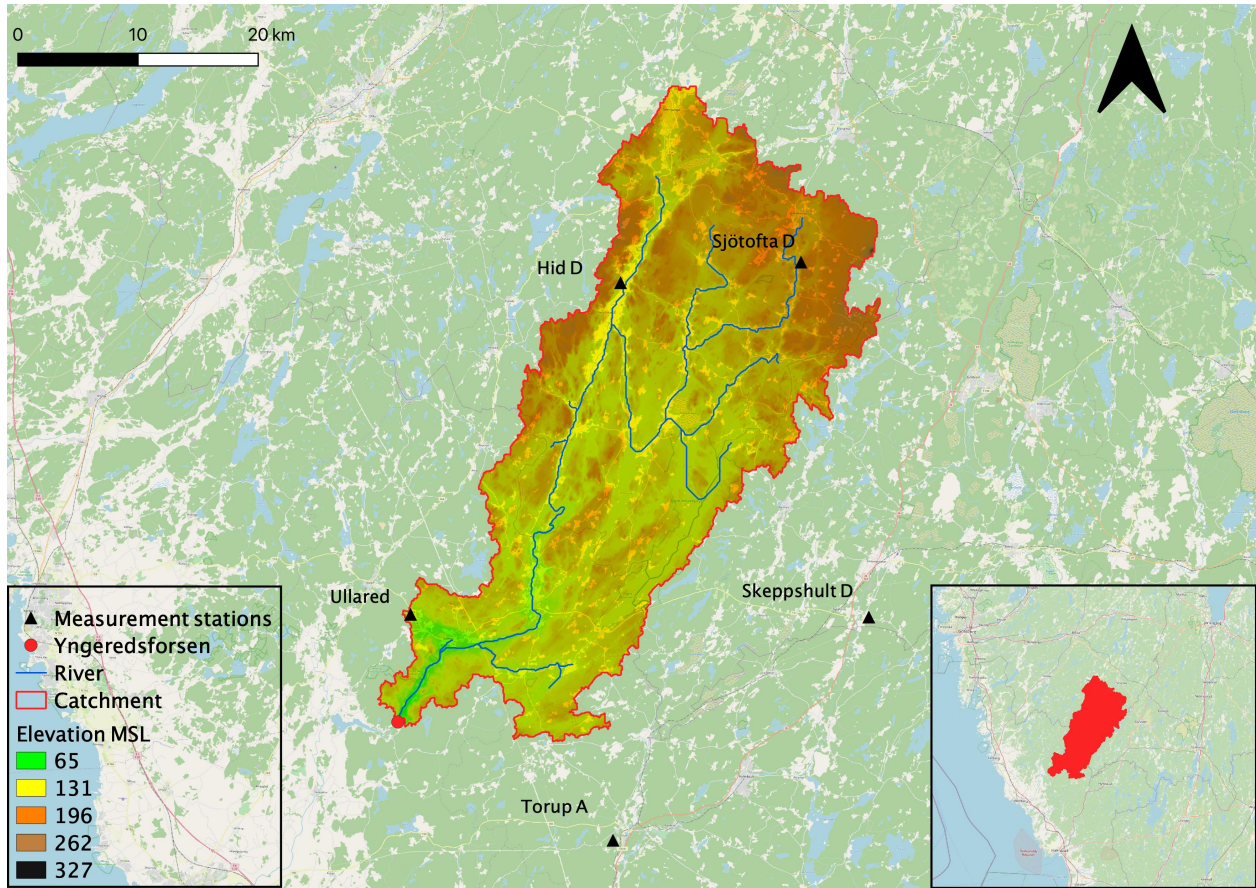 0 10 20 km
Sjötofta D
Hid D
Ullared
Skeppshult D
Torup A
Measurement stations
Yngeredsforsen
River
Catchment
Elevation MSL
65
131
196
262
327